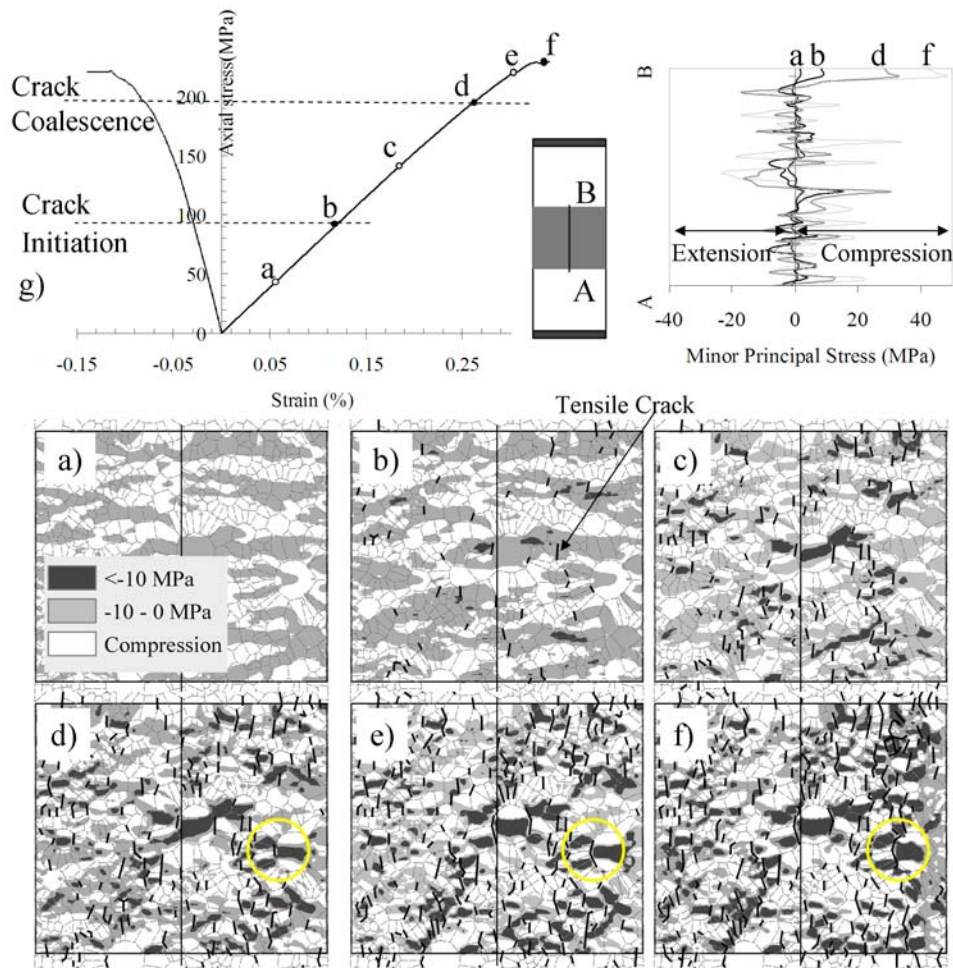 Crack
Coalescence
Crack
Initiation
g)
Axial stress(MPa)
200
150
100
50
0
-0.15
-0.05
0.05
0.15
0.25
Strain (%)
a
b
c
d
e
f
B
A
a
b
d
f
B
A
Extension
Compression
-40
-20
0
20
40
Minor Principal Stress (MPa)
Tensile Crack
a)
b)
c)
<-10 MPa
-10 - 0 MPa
Compression
d)
e)
f)